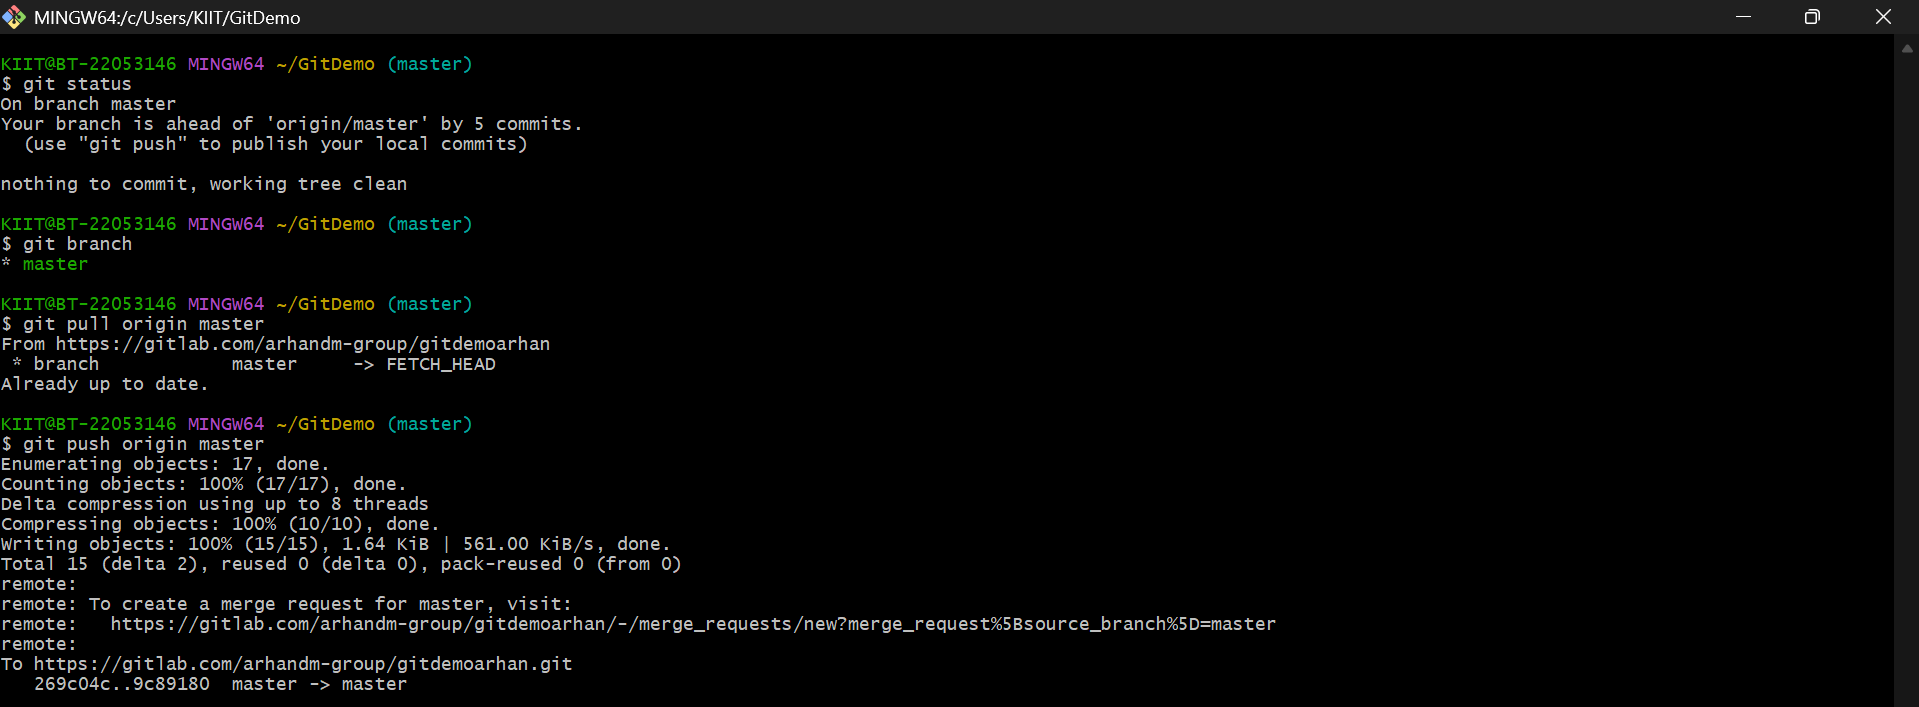 MINGW64:/c/Users/KIIT/GitDemo
KIIT@BT-22053146 MINGW64 ~/GitDemo (master)
$ git status
On branch master
Your branch is ahead of 'origin/master' by 5 commits.
  (use "git push" to publish your local commits)
nothing to commit, working tree clean
KIIT@BT-22053146 MINGW64 ~/GitDemo (master)
$ git branch
* master
KIIT@BT-22053146 MINGW64 ~/GitDemo (master)
$ git pull origin master
From https://gitlab.com/arhandm-group/gitdemoarhan
 * branch            master     -> FETCH_HEAD
Already up to date.
KIIT@BT-22053146 MINGW64 ~/GitDemo (master)
$ git push origin master
Enumerating objects: 17, done.
Counting objects: 100% (17/17), done.
Delta compression using up to 8 threads
Compressing objects: 100% (10/10), done.
Writing objects: 100% (15/15), 1.64 KiB | 561.00 KiB/s, done.
Total 15 (delta 2), reused 0 (delta 0), pack-reused 0 (from 0)
remote:
remote: To create a merge request for master, visit:
remote:   https://gitlab.com/arhandm-group/gitdemoarhan/-/merge_requests/new?merge_request%5Bsource_branch%5D=master
remote:
To https://gitlab.com/arhandm-group/gitdemoarhan.git
   269c04c..9c89180  master -> master